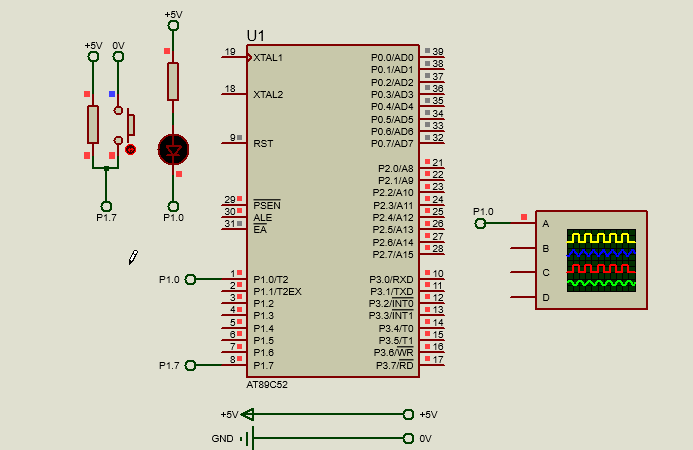 +5V
+5V 0V
P1.7
P1.0
U1
19 XTAL1
18 XTAL2
9 RST
29 PSEN
30 ALE
31 EA
P1.0 1 P1.0/T2
2 P1.1/T2EX
3 P1.2
4 P1.3
5 P1.4
6 P1.5
7 P1.6
P1.7 8 P1.7
P0.0/AD0 39
P0.1/AD1 38
P0.2/AD2 37
P0.3/AD3 36
P0.4/AD4 35
P0.5/AD5 34
P0.6/AD6 33
P0.7/AD7 32
P2.0/A8 21
P2.1/A9 22
P2.2/A10 23
P2.3/A11 24
P2.4/A12 25
P2.5/A13 26
P2.6/A14 27
P2.7/A15 28
P3.0/RXD 10
P3.1/TXD 11
P3.2/INT0 12
P3.3/INT1 13
P3.4/T0 14
P3.5/T1 15
P3.6/WR 16
P3.7/RD 17
AT89C52
P1.0 A
B
C
D
+5V +5V
GND 0V